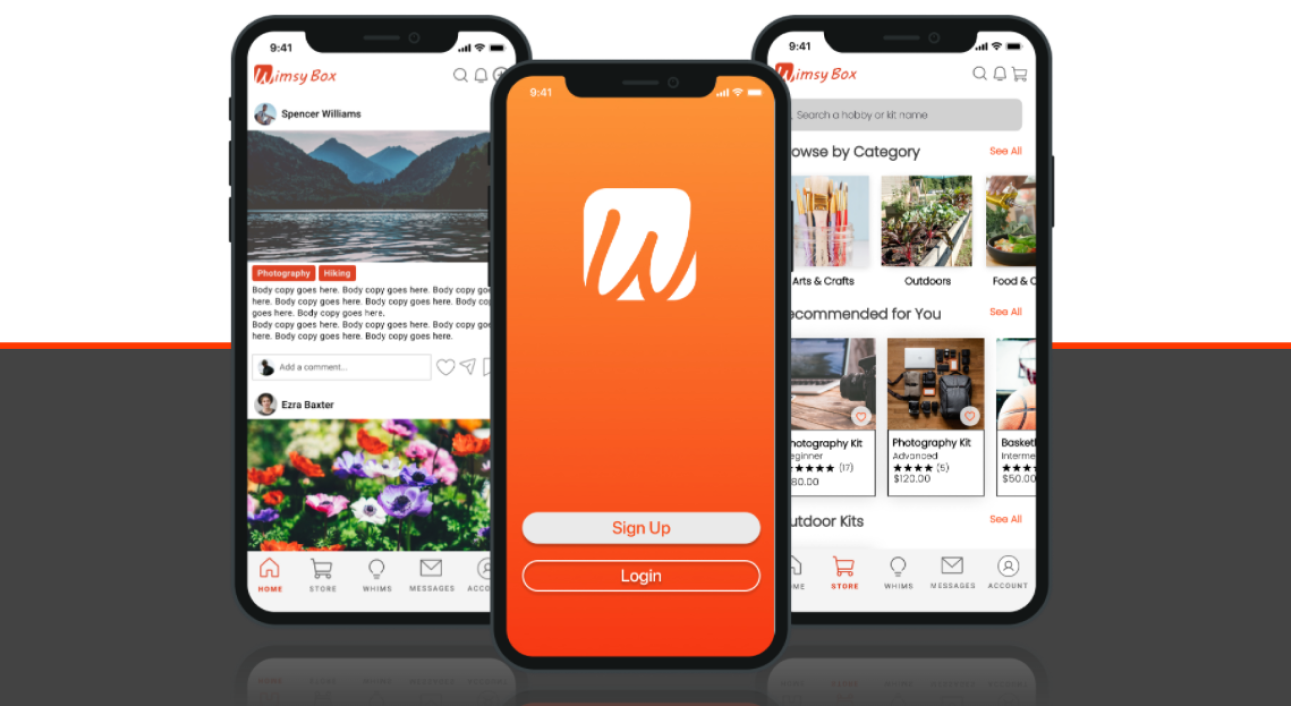 9:41
Wimsy Box
Spencer Williams
Photography Hiking
Body copy goes here. Body copy goes here. Body copy go
here. Body copy goes here. Body copy goes here. Body co
goes here. Body copy goes here.
Body copy goes here. Body copy goes here. Body copy go
here. Body copy goes here. Body copy goes here.
Add a comment...
Ezra Baxter
HOME STORE WHIMS MESSAGES ACCO
9:41
Sign Up
Login
9:41
Wimsy Box
Search a hobby or kit name
owse by Category See All
Arts & Crafts Outdoors Food & C
ecommended for You See All
hotography Kit
eginner
(17)
80.00
Photography Kit
Advanced
(5)
$120.00
Basket
Interme
$50.00
utdoor Kits See All
ME STORE WHIMS MESSAGES ACCOUNT